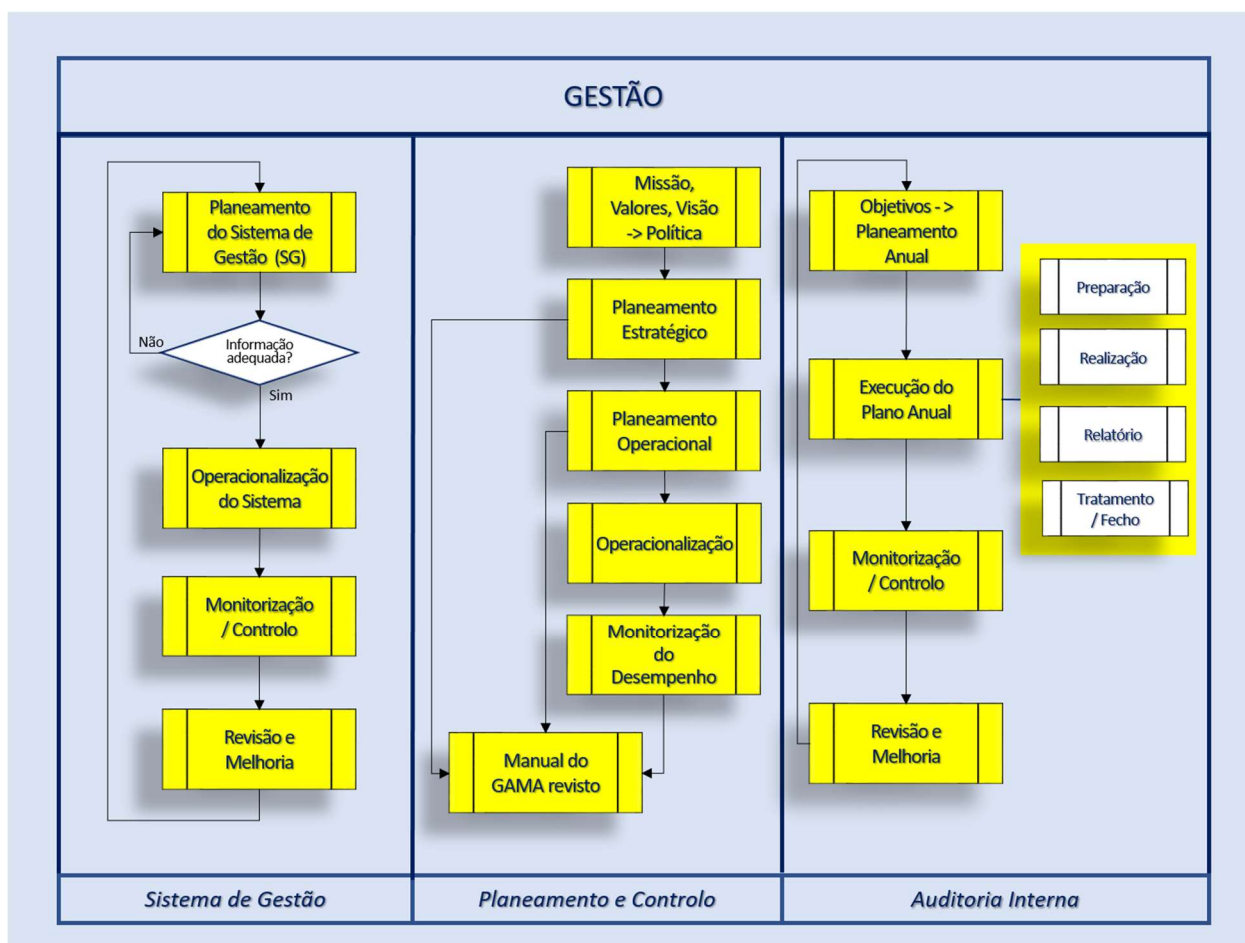 GESTÃO
Planeamento
do Sistema de
Gestão (SG)
Não
Informação
adequada?
Sim
Operacionalização
do Sistema
Monitorização
/ Controlo
Revisão e
Melhoria
Missão,
Valores, Visão
-> Política
Planeamento
Estratégico
Planeamento
Operacional
Operacionalização
Monitorização
do
Desempenho
Manual do
GAMA revisto
Objetivos - >
Planeamento
Anual
Execução do
Plano Anual
Monitorização
/ Controlo
Revisão e
Melhoria
Preparação
Realização
Relatório
Tratamento
/ Fecho
Sistema de Gestão
Planeamento e Controlo
Auditoria Interna